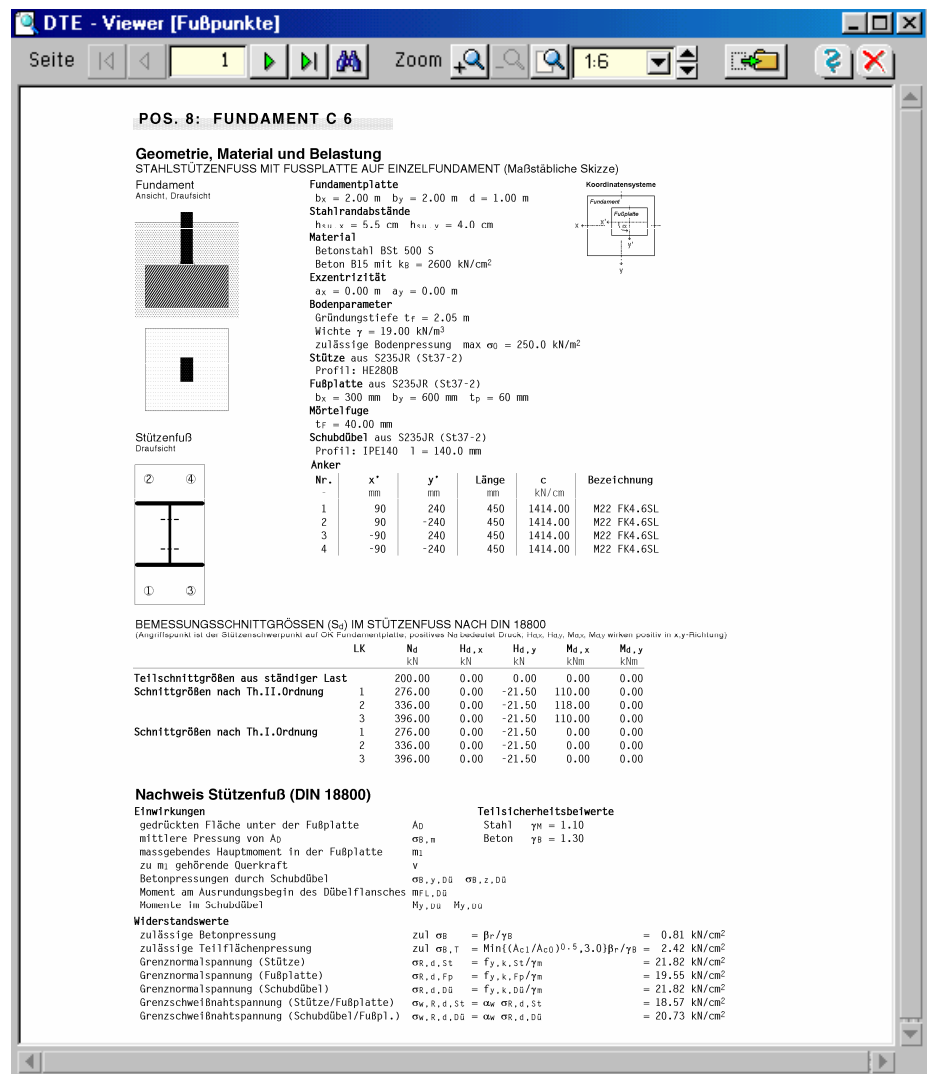 DTE - Viewer [Fußpunkte]
Seite 1 Zoom 1:6
POS. 8: FUNDAMENT C 6
Geometrie, Material und Belastung
STAHLSTÜTZENFUSS MIT FUSSPLATTE AUF EINZELFUNDAMENT (Maßstäbliche Skizze)
Fundament
Ansicht, Draufsicht
Fundamentplatte
bx = 2.00 m by = 2.00 m d = 1.00 m
Stahlrandabstände
hsu,x = 5.5 cm hsu,y = 4.0 cm
Material
Betonstahl BSt 500 S
Beton B15 mit kB = 2600 kN/cm²
Exzentrizität
ax = 0.00 m ay = 0.00 m
Bodenparameter
Gründungstiefe tf = 2.05 m
Wichte γ = 19.00 kN/m³
zulässige Bodenpressung max σ0 = 250.0 kN/m²
Stütze aus S235JR (St37-2)
Profil: HE280B
Fußplatte aus S235JR (St37-2)
bx = 300 mm by = 600 mm tp = 60 mm
Mörtelfuge
tF = 40.00 mm
Schubdübel aus S235JR (St37-2)
Profil: IPE140 l = 140.0 mm
Koordinatensysteme
Fundament
Fußplatte
x x' α
y'
y
Stützenfuß
Draufsicht
② ④
① ③
Anker
Nr. x' y' Länge c Bezeichnung
- mm mm mm kN/cm
1 90 240 450 1414.00 M22 FK4.6SL
2 90 -240 450 1414.00 M22 FK4.6SL
3 -90 240 450 1414.00 M22 FK4.6SL
4 -90 -240 450 1414.00 M22 FK4.6SL
BEMESSUNGSSCHNITTGRÖSSEN (Sd) IM STÜTZENFUSS NACH DIN 18800
(Angriffspunkt ist der Stützenschwerpunkt auf OK Fundamentplatte, positives Nd bedeutet Druck, Hd,x, Hd,y, Md,x, Md,y wirken positiv in x,y-Richtung)
LK Nd Hd,x Hd,y Md,x Md,y
kN kN kN kNm kNm
Teilschnittgrößen aus ständiger Last 200.00 0.00 0.00 0.00 0.00
Schnittgrößen nach Th.II.Ordnung 1 276.00 0.00 -21.50 110.00 0.00
2 336.00 0.00 -21.50 118.00 0.00
3 396.00 0.00 -21.50 110.00 0.00
Schnittgrößen nach Th.I.Ordnung 1 276.00 0.00 -21.50 0.00 0.00
2 336.00 0.00 -21.50 0.00 0.00
3 396.00 0.00 -21.50 0.00 0.00
Nachweis Stützenfuß (DIN 18800)
Einwirkungen Teilsicherheitsbeiwerte
gedrückten Fläche unter der Fußplatte AD Stahl γM = 1.10
mittlere Pressung von AD σB,m Beton γB = 1.30
massgebendes Hauptmoment in der Fußplatte m1
zu m1 gehörende Querkraft v
Betonpressungen durch Schubdübel σB,y,Dü σB,z,Dü
Moment am Ausrundungsbegin des Dübelflansches mFL,Dü
Momente im Schubdübel My,Dü My,Dü
Widerstandswerte
zulässige Betonpressung zul σB = βr/γB = 0.81 kN/cm²
zulässige Teilflächenpressung zul σB,T = Min{(Ac1/Ac0)0.5,3.0}βr/γB = 2.42 kN/cm²
Grenznormalspannung (Stütze) σR,d,St = fy,k,St/γm = 21.82 kN/cm²
Grenznormalspannung (Fußplatte) σR,d,Fp = fy,k,Fp/γm = 19.55 kN/cm²
Grenznormalspannung (Schubdübel) σR,d,Dü = fy,k,Dü/γm = 21.82 kN/cm²
Grenzschweißnahtspannung (Stütze/Fußplatte) σw,R,d,St = αw σR,d,St = 18.57 kN/cm²
Grenzschweißnahtspannung (Schubdübel/Fußpl.) σw,R,d,Dü = αw σR,d,Dü = 20.73 kN/cm²